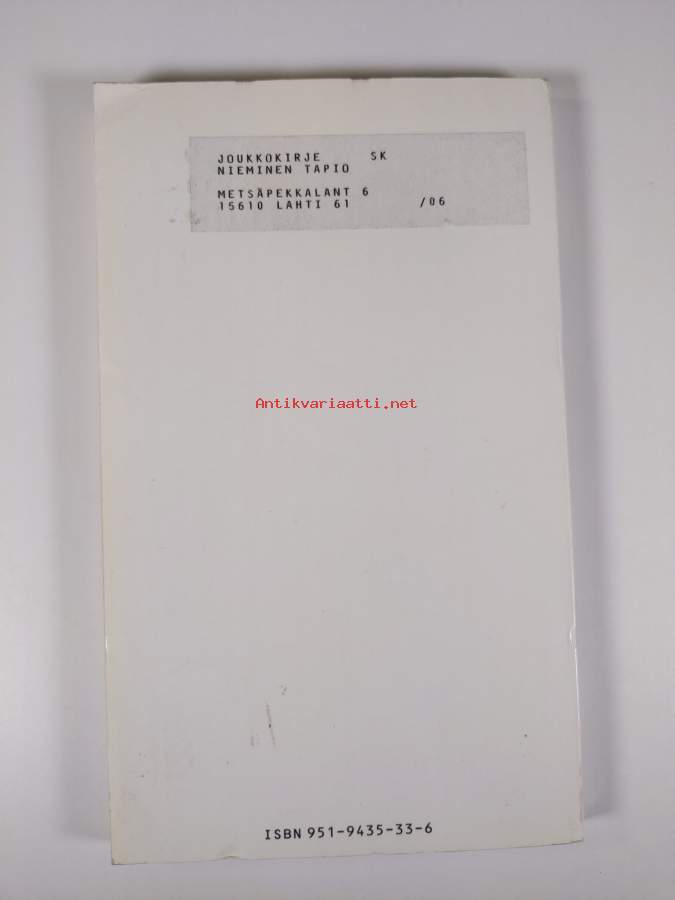 JOUKKOKIRJE SK
NIEMINEN TAPIO
METSÄPEKKALANT 6
15610 LAHTI 61 /06
Antikvariaatti.net
ISBN 951-9435-33-6